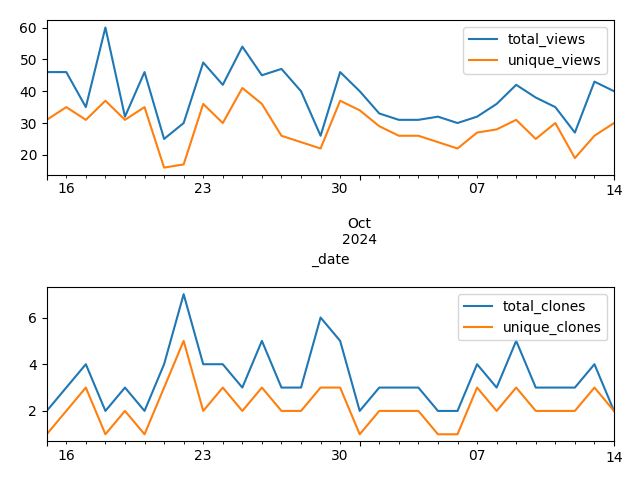 60
50
40
30
20
total_views
unique_views
16 23 30 07 14
Oct
2024
_date
6
4
2
total_clones
unique_clones
16 23 30 07 14